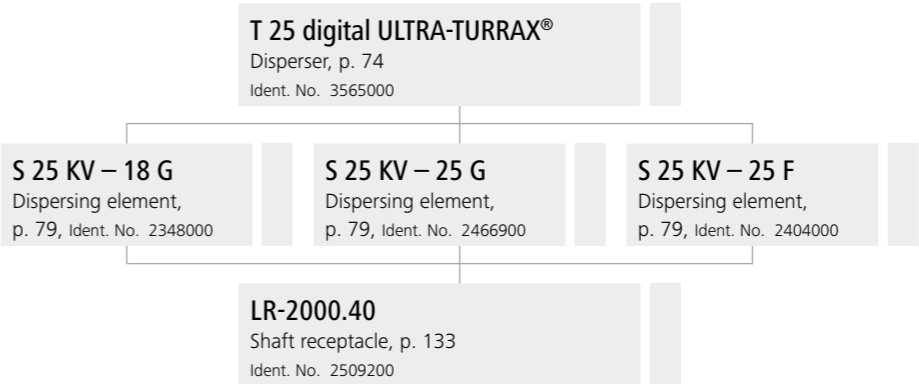 T 25 digital ULTRA-TURRAX®
Disperser, p. 74
Ident. No. 3565000
S 25 KV – 18 G
Dispersing element,
p. 79, Ident. No. 2348000
S 25 KV – 25 G
Dispersing element,
p. 79, Ident. No. 2466900
S 25 KV – 25 F
Dispersing element,
p. 79, Ident. No. 2404000
LR-2000.40
Shaft receptacle, p. 133
Ident. No. 2509200